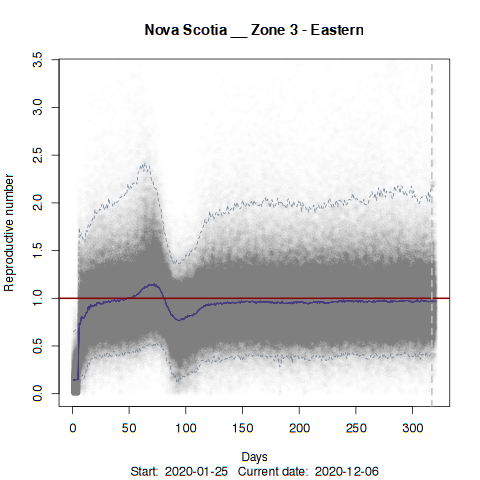 Nova Scotia __ Zone 3 - Eastern
3.5
3.0
2.5
2.0
1.5
1.0
0.5
0.0
Reproductive number
0 50 100 150 200 250 300
Days
Start: 2020-01-25 Current date: 2020-12-06